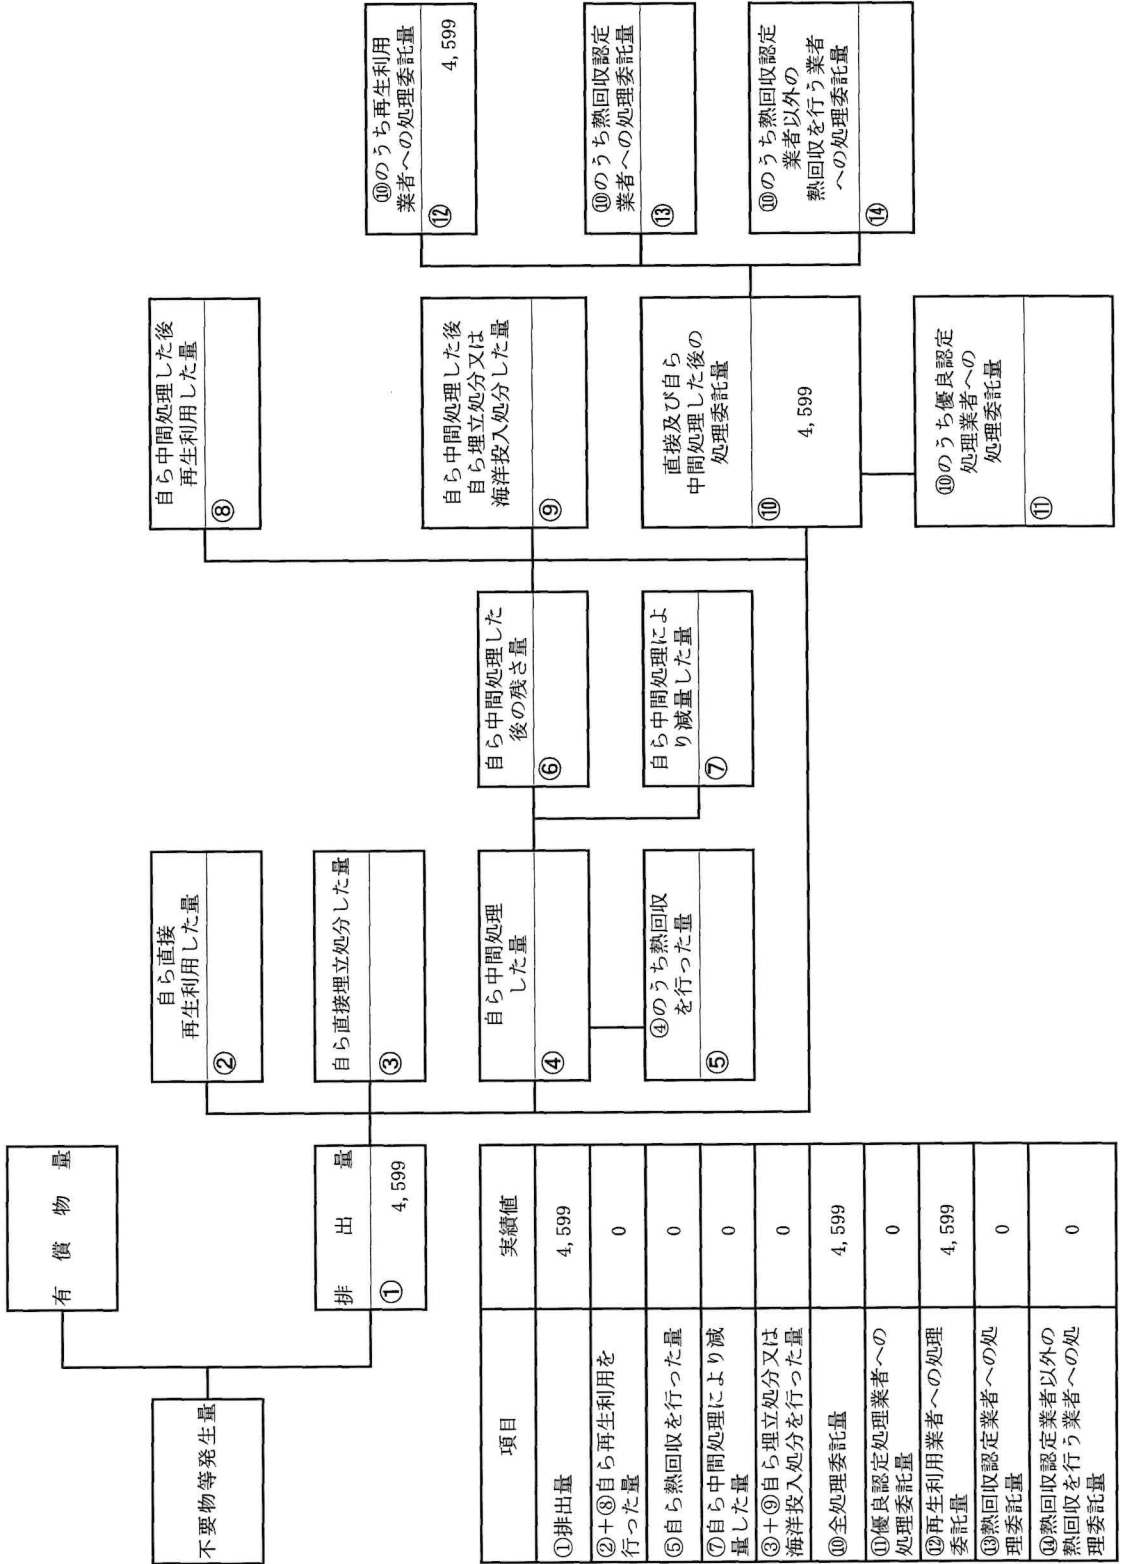 不要物等発生量
有償物量
排出量
① 4,599
自ら直接
再生利用した量
②
自ら直接埋立処分した量
③
自ら中間処理
した量
④
④のうち熱回収
を行った量
⑤
自ら中間処理した
後の残さ量
⑥
自ら中間処理によ
り減量した量
⑦
自ら中間処理した後
再生利用した量
⑧
自ら中間処理した後
自ら埋立処分又は
海洋投入処分した量
⑨
直接及び自ら
中間処理した後の
処理委託量
⑩ 4,599
⑩のうち優良認定
処理業者への
処理委託量
⑪
⑩のうち再生利用
業者への処理委託量
⑫ 4,599
⑩のうち熱回収認定
業者への処理委託量
⑬
⑩のうち熱回収認定
業者以外の
熱回収を行う業者
への処理委託量
⑭
項目 実績値
①排出量 4,599
②+⑧自ら再生利用を
行った量 0
⑤自ら熱回収を行った量 0
⑦自ら中間処理により減
量した量 0
③+⑨自ら埋立処分又は
海洋投入処分を行った量 0
⑩全処理委託量 4,599
⑪優良認定処理業者への
処理委託量 0
⑫再生利用業者への処理
委託量 4,599
⑬熱回収認定業者への処
理委託量 0
⑭熱回収認定業者以外の
熱回収を行う業者への処
理委託量 0